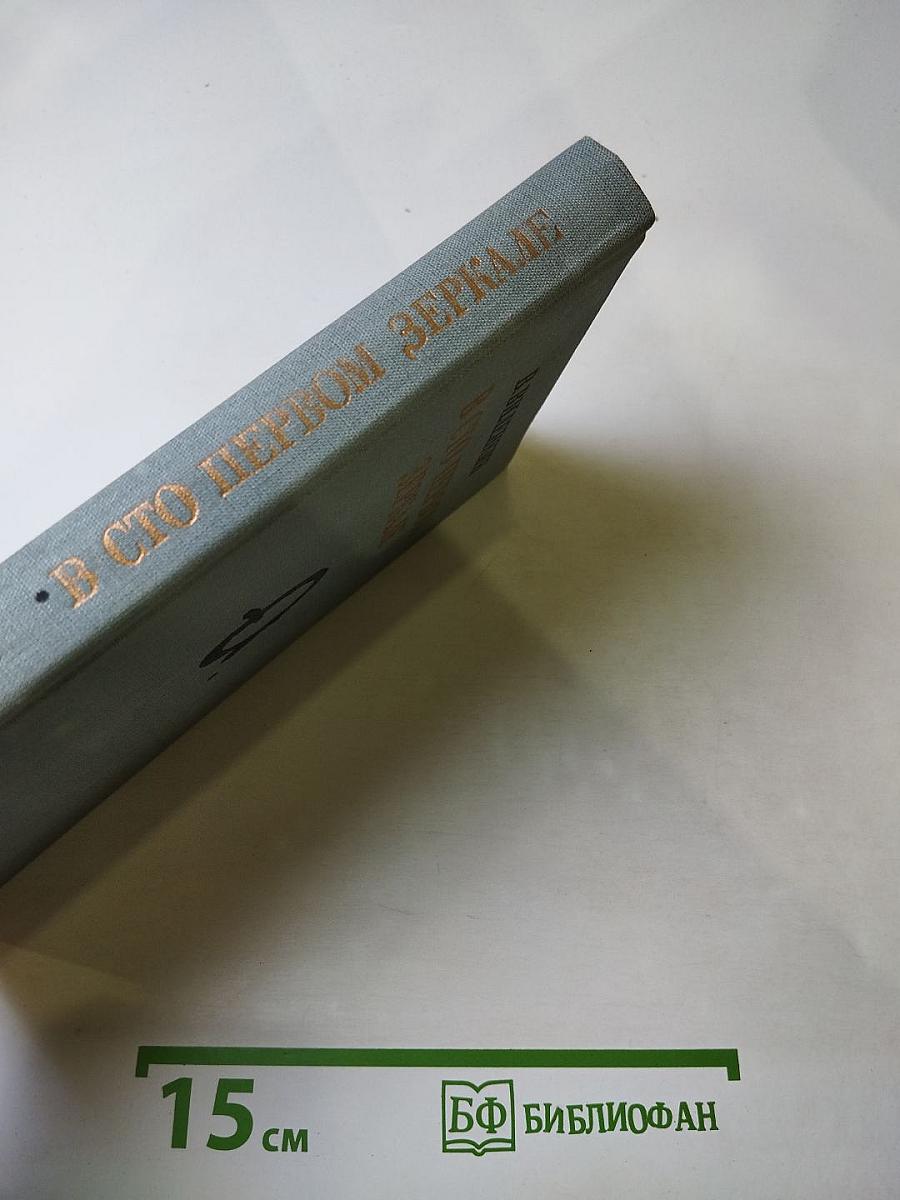 • В СТО ПЕРВОМ ЗЕРКАЛЕ
15 см
БФ БИБЛИОФАН